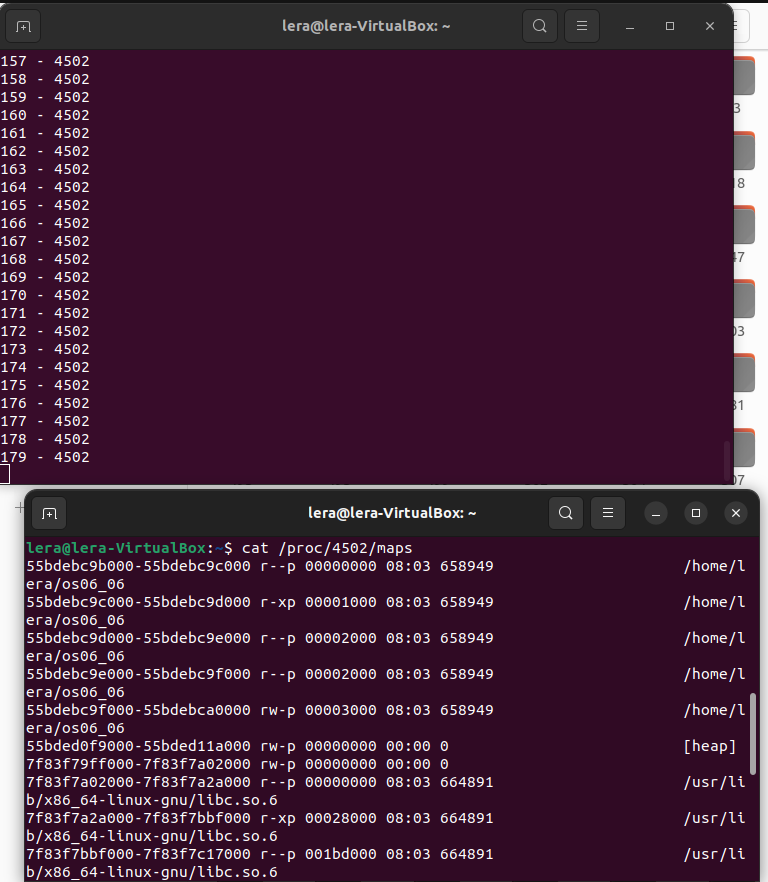 lera@lera-VirtualBox: ~
157 - 4502
158 - 4502
159 - 4502
160 - 4502
161 - 4502
162 - 4502
163 - 4502
164 - 4502
165 - 4502
166 - 4502
167 - 4502
168 - 4502
169 - 4502
170 - 4502
171 - 4502
172 - 4502
173 - 4502
174 - 4502
175 - 4502
176 - 4502
177 - 4502
178 - 4502
179 - 4502
lera@lera-VirtualBox: ~
lera@lera-VirtualBox:~$ cat /proc/4502/maps
55bdebc9b000-55bdebc9c000 r--p 00000000 08:03 658949                     /home/l
era/os06_06
55bdebc9c000-55bdebc9d000 r-xp 00001000 08:03 658949                     /home/l
era/os06_06
55bdebc9d000-55bdebc9e000 r--p 00002000 08:03 658949                     /home/l
era/os06_06
55bdebc9e000-55bdebc9f000 r--p 00002000 08:03 658949                     /home/l
era/os06_06
55bdebc9f000-55bdebca0000 rw-p 00003000 08:03 658949                     /home/l
era/os06_06
55bded0f9000-55bded11a000 rw-p 00000000 00:00 0                          [heap]
7f83f79ff000-7f83f7a02000 rw-p 00000000 00:00 0
7f83f7a02000-7f83f7a2a000 r--p 00000000 08:03 664891                     /usr/li
b/x86_64-linux-gnu/libc.so.6
7f83f7a2a000-7f83f7bbf000 r-xp 00028000 08:03 664891                     /usr/li
b/x86_64-linux-gnu/libc.so.6
7f83f7bbf000-7f83f7c17000 r--p 001bd000 08:03 664891                     /usr/li
b/x86_64-linux-gnu/libc.so.6